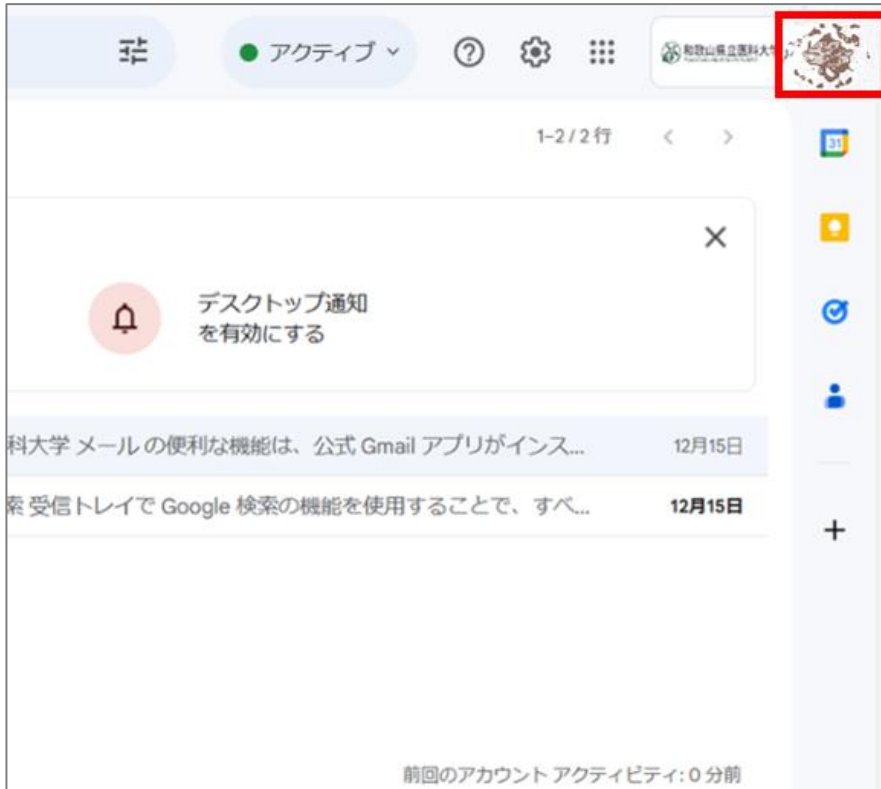 アクティブ
和歌山県立医科大学
1–2 / 2 行
31
デスクトップ通知
を有効にする
科大学 メール の便利な機能は、公式 Gmail アプリがインス... 12月15日
索 受信トレイで Google 検索の機能を使用することで、すべ... 12月15日
前回のアカウント アクティビティ: 0 分前